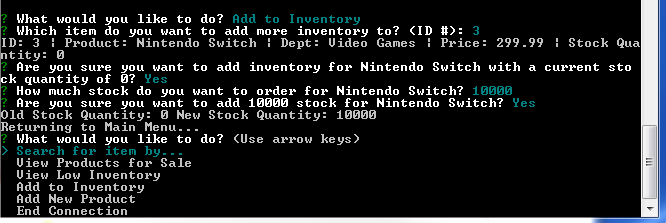 ? What would you like to do? Add to Inventory
? Which item do you want to add more inventory to? (ID #): 3
ID: 3 ¦ Product: Nintendo Switch ¦ Dept: Video Games ¦ Price: 299.99 ¦ Stock Qua
ntity: 0
? Are you sure you want to add inventory for Nintendo Switch with a current sto
ck quantity of 0? Yes
? How much stock do you want to order for Nintendo Switch? 10000
? Are you sure you want to add 10000 stock for Nintendo Switch? Yes
Old Stock Quantity: 0 New Stock Quantity: 10000
Returning to Main Menu...
? What would you like to do? (Use arrow keys)
> Search for item by...
View Products for Sale
View Low Inventory
Add to Inventory
Add New Product
End Connection